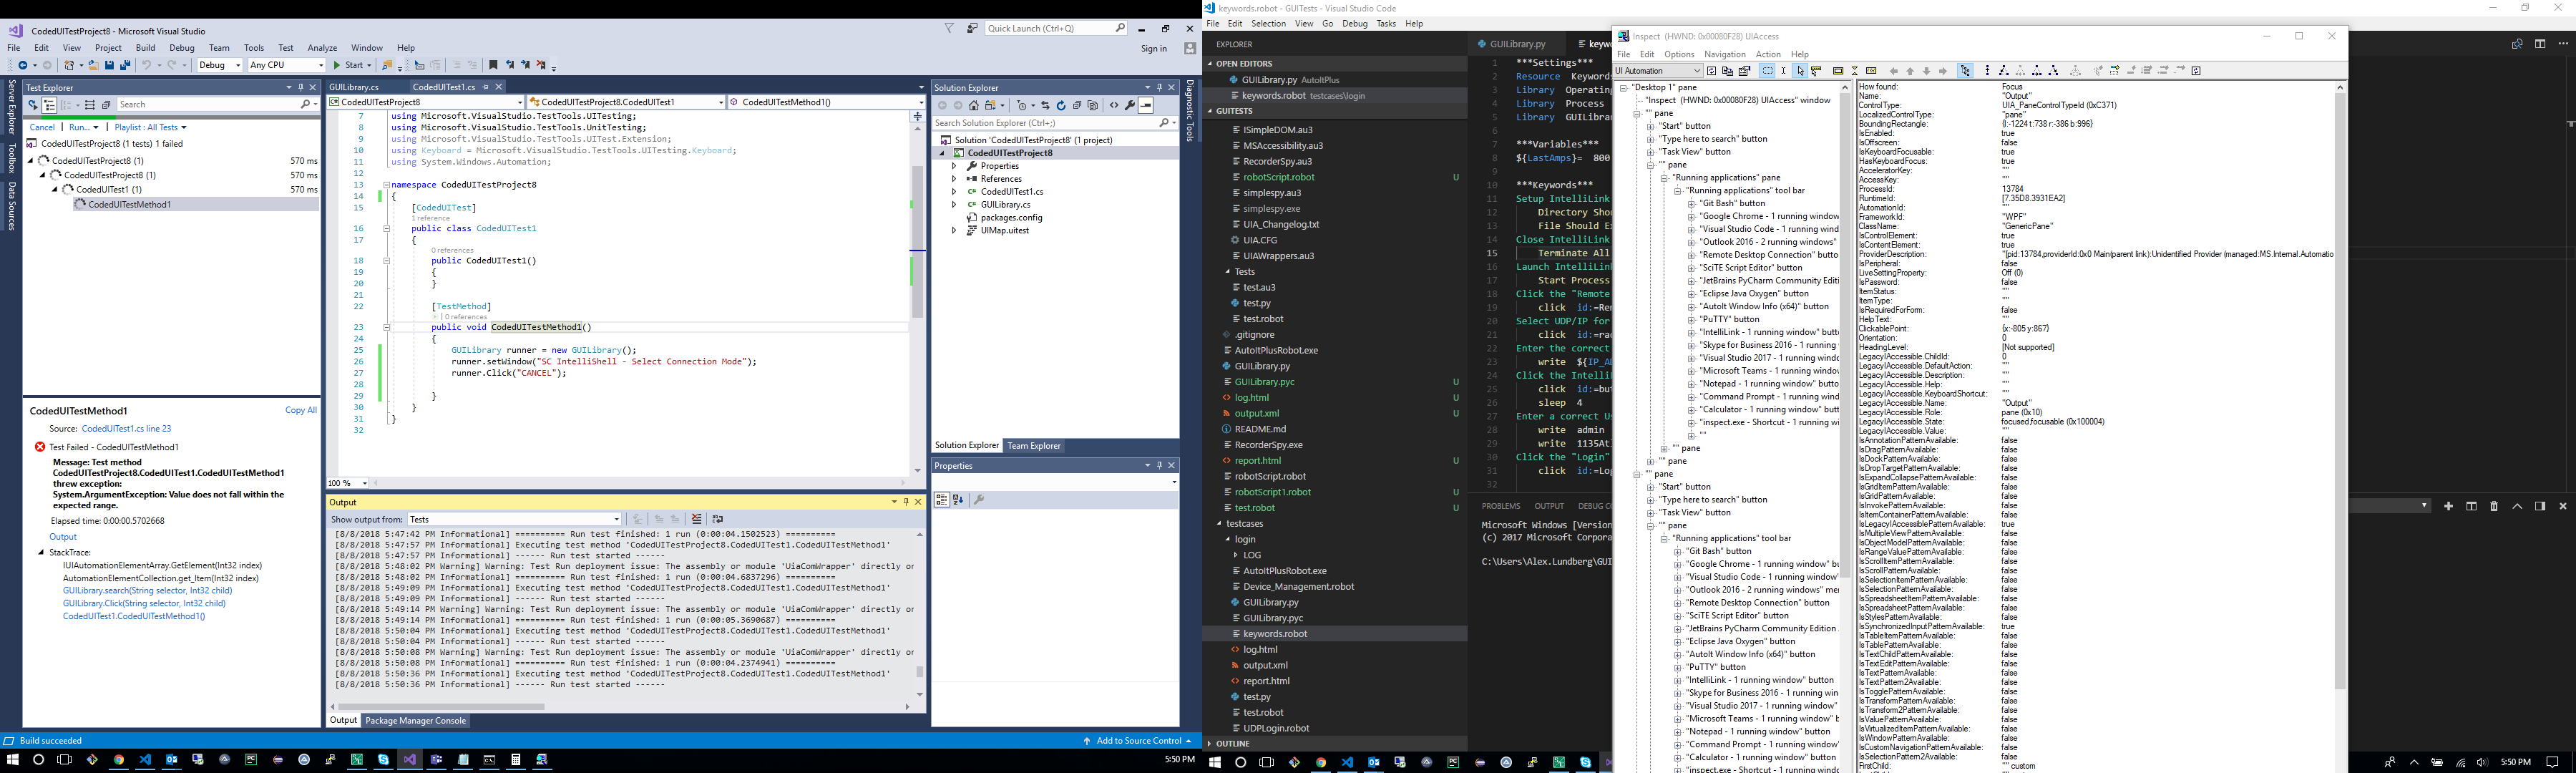 CodedUITestProject8 - Microsoft Visual Studio
Quick Launch (Ctrl+Q)
File Edit View Project Build Debug Team Tools Test Analyze Window Help
Sign in
Debug Any CPU Start
Server Explorer
Toolbox
Data Sources
Test Explorer
Search
Cancel Run... Playlist : All Tests
CodedUITestProject8 (1 tests) 1 failed
CodedUITestProject8 (1) 570 ms
CodedUITestProject8 (1) 570 ms
CodedUITest1 (1) 570 ms
CodedUITestMethod1
CodedUITestMethod1
Copy All
Source: CodedUITest1.cs line 23
Test Failed - CodedUITestMethod1
Message: Test method
CodedUITestProject8.CodedUITest1.CodedUITestMethod1
threw exception:
System.ArgumentException: Value does not fall within the
expected range.
Elapsed time: 0:00:00.5702668
Output
StackTrace:
IUIAutomationElementArray.GetElement(Int32 index)
AutomationElementCollection.get_Item(Int32 index)
GUILibrary.search(String selector, Int32 child)
GUILibrary.Click(String selector, Int32 child)
CodedUITest1.CodedUITestMethod1()
GUILibrary.cs CodedUITest1.cs
CodedUITestProject8 CodedUITestProject8.CodedUITest1 CodedUITestMethod1()
7 using Microsoft.VisualStudio.TestTools.UITesting;
8 using Microsoft.VisualStudio.TestTools.UnitTesting;
9 using Microsoft.VisualStudio.TestTools.UITest.Extension;
10 using Keyboard = Microsoft.VisualStudio.TestTools.UITesting.Keyboard;
11 using System.Windows.Automation;
12
13 namespace CodedUITestProject8
14 {
15 [CodedUITest]
1 reference
16 public class CodedUITest1
17 {
0 references
18 public CodedUITest1()
19 {
20 }
21
22 [TestMethod]
0 references
23 public void CodedUITestMethod1()
24 {
25 GUILibrary runner = new GUILibrary();
26 runner.setWindow("SC IntelliShell - Select Connection Mode");
27 runner.Click("CANCEL");
28
29 }
30 }
31 }
32
100 %
Output
Show output from: Tests
[8/8/2018 5:47:42 PM Informational] ========== Run test finished: 1 run (0:00:04.1502523) ==========
[8/8/2018 5:47:57 PM Informational] Executing test method 'CodedUITestProject8.CodedUITest1.CodedUITestMethod1'
[8/8/2018 5:47:57 PM Informational] ------ Run test started ------
[8/8/2018 5:48:02 PM Warning] Warning: Test Run deployment issue: The assembly or module 'UiaComWrapper' directly or
[8/8/2018 5:48:02 PM Informational] ========== Run test finished: 1 run (0:00:04.6837296) ==========
[8/8/2018 5:49:09 PM Informational] Executing test method 'CodedUITestProject8.CodedUITest1.CodedUITestMethod1'
[8/8/2018 5:49:09 PM Informational] ------ Run test started ------
[8/8/2018 5:49:14 PM Warning] Warning: Test Run deployment issue: The assembly or module 'UiaComWrapper' directly or
[8/8/2018 5:49:14 PM Informational] ========== Run test finished: 1 run (0:00:05.3690687) ==========
[8/8/2018 5:50:04 PM Informational] Executing test method 'CodedUITestProject8.CodedUITest1.CodedUITestMethod1'
[8/8/2018 5:50:04 PM Informational] ------ Run test started ------
[8/8/2018 5:50:08 PM Warning] Warning: Test Run deployment issue: The assembly or module 'UiaComWrapper' directly or
[8/8/2018 5:50:08 PM Informational] ========== Run test finished: 1 run (0:00:04.2374941) ==========
[8/8/2018 5:50:36 PM Informational] Executing test method 'CodedUITestProject8.CodedUITest1.CodedUITestMethod1'
[8/8/2018 5:50:36 PM Informational] ------ Run test started ------
Output Package Manager Console
Solution Explorer
Search Solution Explorer (Ctrl+;)
Solution 'CodedUITestProject8' (1 project)
CodedUITestProject8
Properties
References
CodedUITest1.cs
GUILibrary.cs
packages.config
UIMap.uitest
Solution Explorer Team Explorer
Properties
Diagnostic Tools
Build succeeded
Add to Source Control
5:50 PM
keywords.robot - GUITests - Visual Studio Code
File Edit Selection View Go Debug Tasks Help
EXPLORER
OPEN EDITORS
GUILibrary.py AutoItPlus
keywords.robot testcases\login
GUITESTS
ISimpleDOM.au3
MSAccessibility.au3
RecorderSpy.au3
robotScript.robot U
simplespy.au3
simplespy.exe
UIA_Changelog.txt
UIA.CFG
UIAWrappers.au3
Tests
test.au3
test.py
test.robot
.gitignore
AutoItPlusRobot.exe
GUILibrary.py
GUILibrary.pyc U
log.html U
output.xml U
README.md
RecorderSpy.exe
report.html U
robotScript.robot
robotScript1.robot U
test.robot U
testcases
login
LOG
AutoItPlusRobot.exe
Device_Management.robot
GUILibrary.py
GUILibrary.pyc
keywords.robot
log.html
output.xml
report.html
test.py
test.robot
UDPLogin.robot
OUTLINE
GUILibrary.py keyw
1 ***Settings***
2 Resource Keywords
3 Library Operating
4 Library Process
5 Library GUILibrar
6
7 ***Variables***
8 ${LastAmps}= 800
9
10 ***Keywords***
11 Setup IntelliLink
12 Directory Shou
13 File Should Ex
14 Close IntelliLink
15 Terminate All
16 Launch IntelliLink
17 Start Process
18 Click the "Remote
19 click id:=Rem
20 Select UDP/IP for
21 click id:=rad
22 Enter the correct
23 write ${IP_AD
24 Click the Intelli
25 click id:=but
26 sleep 4
27 Enter a correct Us
28 write admin
29 write 1135Atl
30 Click the "Login"
31 click id:=Log
32
PROBLEMS OUTPUT DEBUG CO
Microsoft Windows [Version
(c) 2017 Microsoft Corpora
C:\Users\Alex.Lundberg\GUI
Inspect (HWND: 0x00080F28) UIAccess
File Edit Options Navigation Action Help
UI Automation
"Desktop 1" pane
"Inspect (HWND: 0x00080F28) UIAccess" window
"" pane
"Start" button
"Type here to search" button
"Task View" button
"" pane
"Running applications" pane
"Running applications" tool bar
"Git Bash" button
"Google Chrome - 1 running window
"Visual Studio Code - 1 running wind
"Outlook 2016 - 2 running windows"
"Remote Desktop Connection" butto
"SciTE Script Editor" button
"JetBrains PyCharm Community Editi
"Eclipse Java Oxygen" button
"AutoIt Window Info (x64)" button
"PuTTY" button
"IntelliLink - 1 running window" butt
"Skype for Business 2016 - 1 running
"Visual Studio 2017 - 1 running windo
"Microsoft Teams - 1 running window
"Notepad - 1 running window" button
"Command Prompt - 1 running windo
"Calculator - 1 running window" butt
"inspect.exe - Shortcut - 1 running wi
""
"" pane
"" pane
"" pane
"Start" button
"Type here to search" button
"Task View" button
"" pane
"Running applications" tool bar
"Git Bash" button
"Google Chrome - 1 running window" bu
"Visual Studio Code - 1 running window"
"Outlook 2016 - 2 running windows" mer
"Remote Desktop Connection" button
"SciTE Script Editor" button
"JetBrains PyCharm Community Edition
"Eclipse Java Oxygen" button
"AutoIt Window Info (x64)" button
"PuTTY" button
"IntelliLink - 1 running window" button
"Skype for Business 2016 - 1 running win
"Visual Studio 2017 - 1 running window"
"Microsoft Teams - 1 running window" b
"Notepad - 1 running window" button
"Command Prompt - 1 running window"
"Calculator - 1 running window" button
"inspect.exe - Shortcut - 1 running windo
How found: Focus
Name: "Output"
ControlType: UIA_PaneControlTypeId (0xC371)
LocalizedControlType: "pane"
BoundingRectangle: {l:-1224 t:738 r:-386 b:996}
IsEnabled: true
IsOffscreen: false
IsKeyboardFocusable: true
HasKeyboardFocus: true
AcceleratorKey: ""
AccessKey: ""
ProcessId: 13784
RuntimeId: [7.35D8.3931EA2]
AutomationId: ""
FrameworkId: "WPF"
ClassName: "GenericPane"
IsControlElement: true
IsContentElement: true
ProviderDescription: "[pid:13784,providerId:0x0 Main(parent link):Unidentified Provider (managed:MS.Internal.Automatio
IsPeripheral: false
LiveSettingProperty: Off (0)
IsPassword: false
ItemStatus: ""
ItemType: ""
IsRequiredForForm: false
HelpText: ""
ClickablePoint: {x:-805 y:867}
Orientation: 0
HeadingLevel: [Not supported]
LegacyIAccessible.ChildId: 0
LegacyIAccessible.DefaultAction: ""
LegacyIAccessible.Description: ""
LegacyIAccessible.Help: ""
LegacyIAccessible.KeyboardShortcut: ""
LegacyIAccessible.Name: "Output"
LegacyIAccessible.Role: pane (0x10)
LegacyIAccessible.State: focused,focusable (0x100004)
LegacyIAccessible.Value: ""
IsAnnotationPatternAvailable: false
IsDragPatternAvailable: false
IsDockPatternAvailable: false
IsDropTargetPatternAvailable: false
IsExpandCollapsePatternAvailable: false
IsGridItemPatternAvailable: false
IsGridPatternAvailable: false
IsInvokePatternAvailable: false
IsItemContainerPatternAvailable: false
IsLegacyIAccessiblePatternAvailable: true
IsMultipleViewPatternAvailable: false
IsObjectModelPatternAvailable: false
IsRangeValuePatternAvailable: false
IsScrollItemPatternAvailable: false
IsScrollPatternAvailable: false
IsSelectionItemPatternAvailable: false
IsSelectionPatternAvailable: false
IsSpreadsheetItemPatternAvailable: false
IsSpreadsheetPatternAvailable: false
IsStylesPatternAvailable: false
IsSynchronizedInputPatternAvailable: true
IsTableItemPatternAvailable: false
IsTablePatternAvailable: false
IsTextChildPatternAvailable: false
IsTextEditPatternAvailable: false
IsTextPatternAvailable: false
IsTextPattern2Available: false
IsTogglePatternAvailable: false
IsTransformPatternAvailable: false
IsTransform2PatternAvailable: false
IsValuePatternAvailable: false
IsVirtualizedItemPatternAvailable: false
IsWindowPatternAvailable: false
IsCustomNavigationPatternAvailable: false
IsSelectionPattern2Available: false
FirstChild: "" custom
5:50 PM